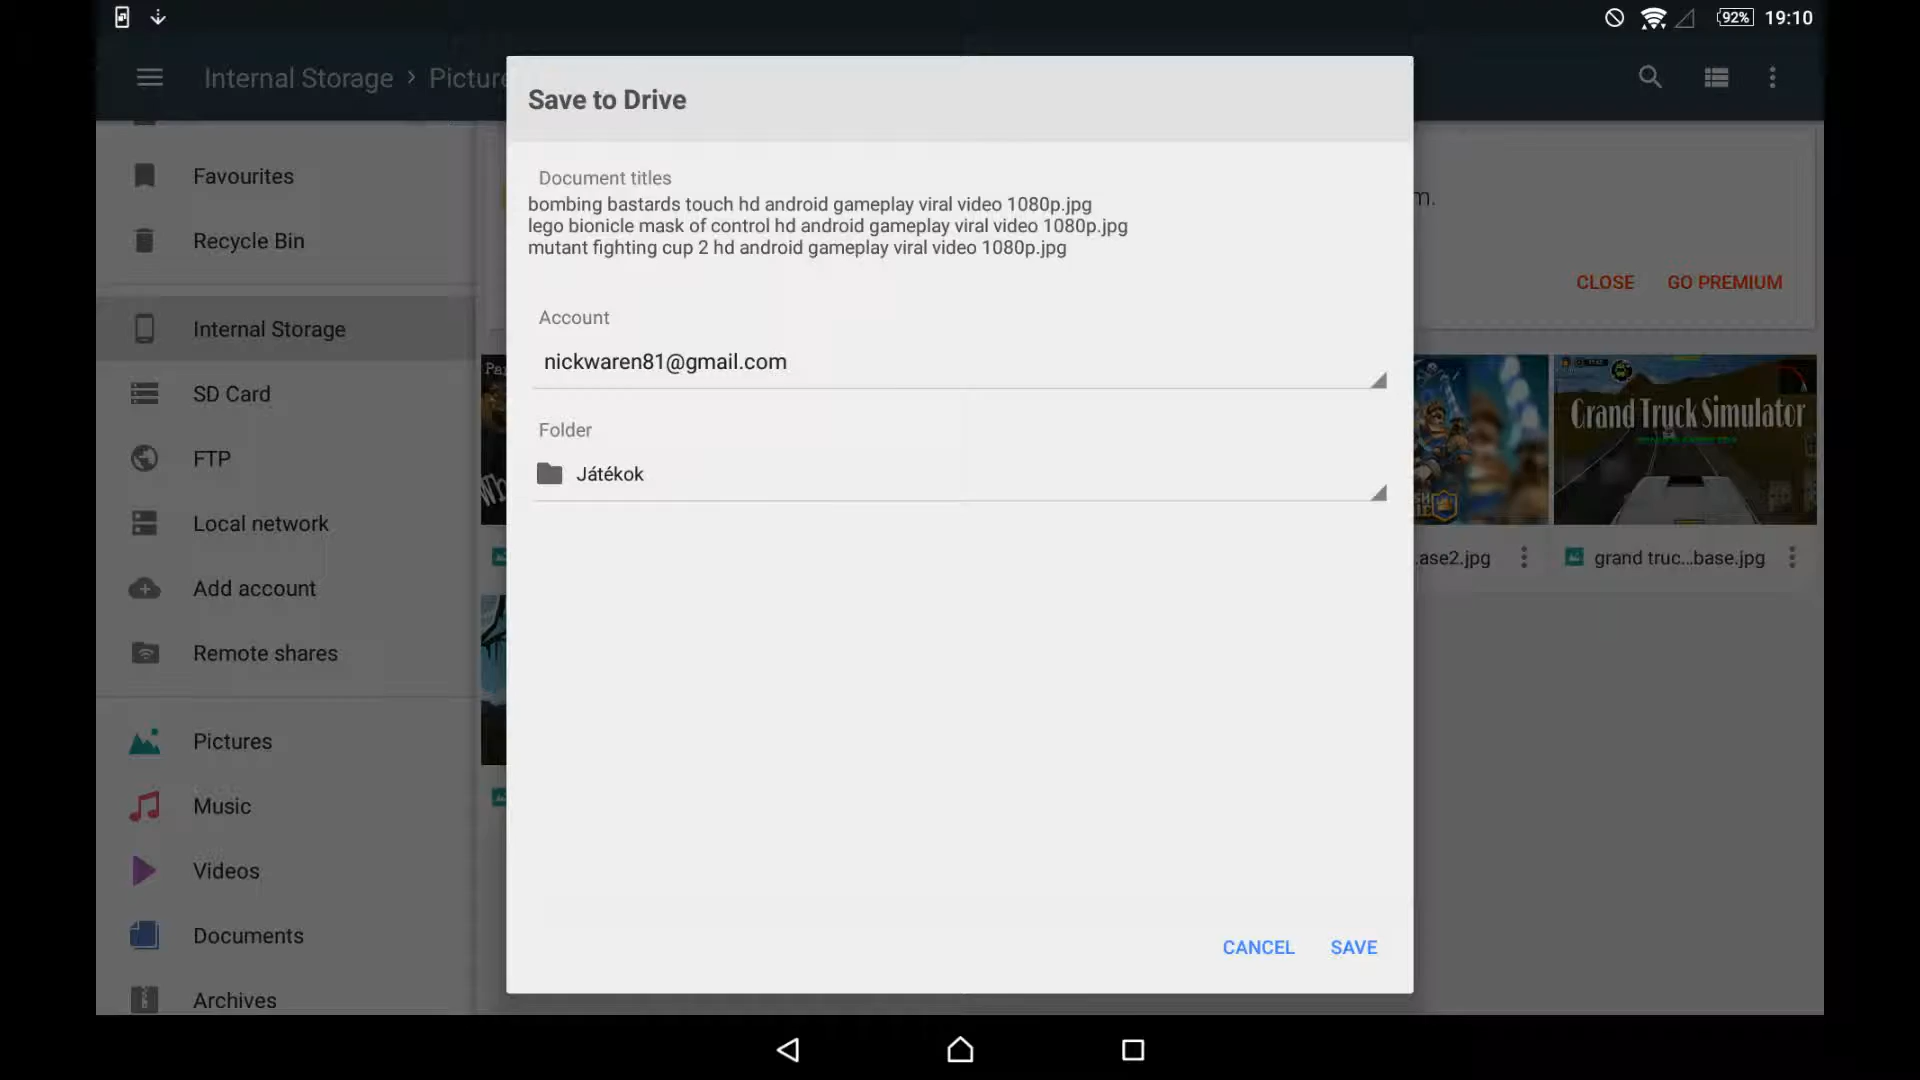 92% 19:10
Internal Storage > Picture
Save to Drive
Document titles
bombing bastards touch hd android gameplay viral video 1080p.jpg
lego bionicle mask of control hd android gameplay viral video 1080p.jpg
mutant fighting cup 2 hd android gameplay viral video 1080p.jpg
Account
nickwaren81@gmail.com
Folder
Játékok
CANCEL SAVE
Favourites
Recycle Bin
Internal Storage
SD Card
FTP
Local network
Add account
Remote shares
Pictures
Music
Videos
Documents
Archives
m.
CLOSE GO PREMIUM
Grand Truck Simulator
.ase2.jpg
grand truc...base.jpg